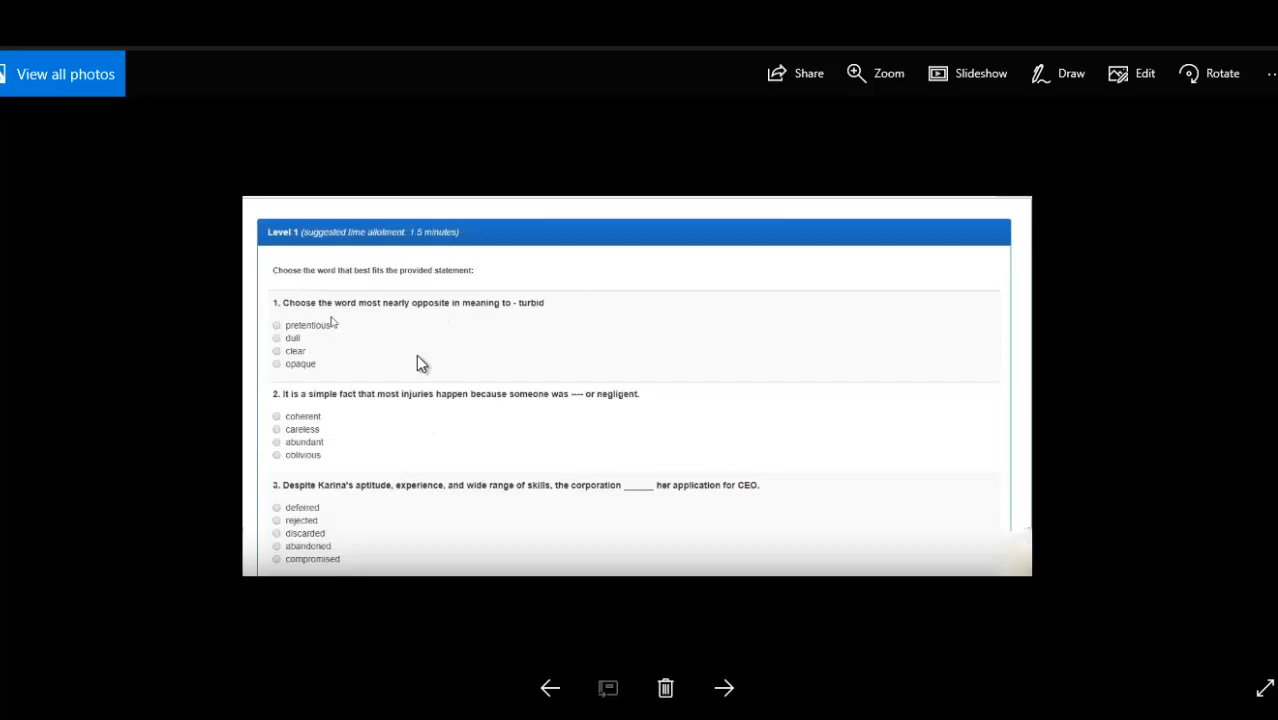 View all photos
Share Zoom Slideshow Draw Edit Rotate ...
Level 1 (suggested time allotment: 1.5 minutes)
Choose the word that best fits the provided statement:
1. Choose the word most nearly opposite in meaning to - turbid
pretentious
dull
clear
opaque
2. It is a simple fact that most injuries happen because someone was ---- or negligent.
coherent
careless
abundant
oblivious
3. Despite Karina's aptitude, experience, and wide range of skills, the corporation ______ her application for CEO.
deferred
rejected
discarded
abandoned
compromised